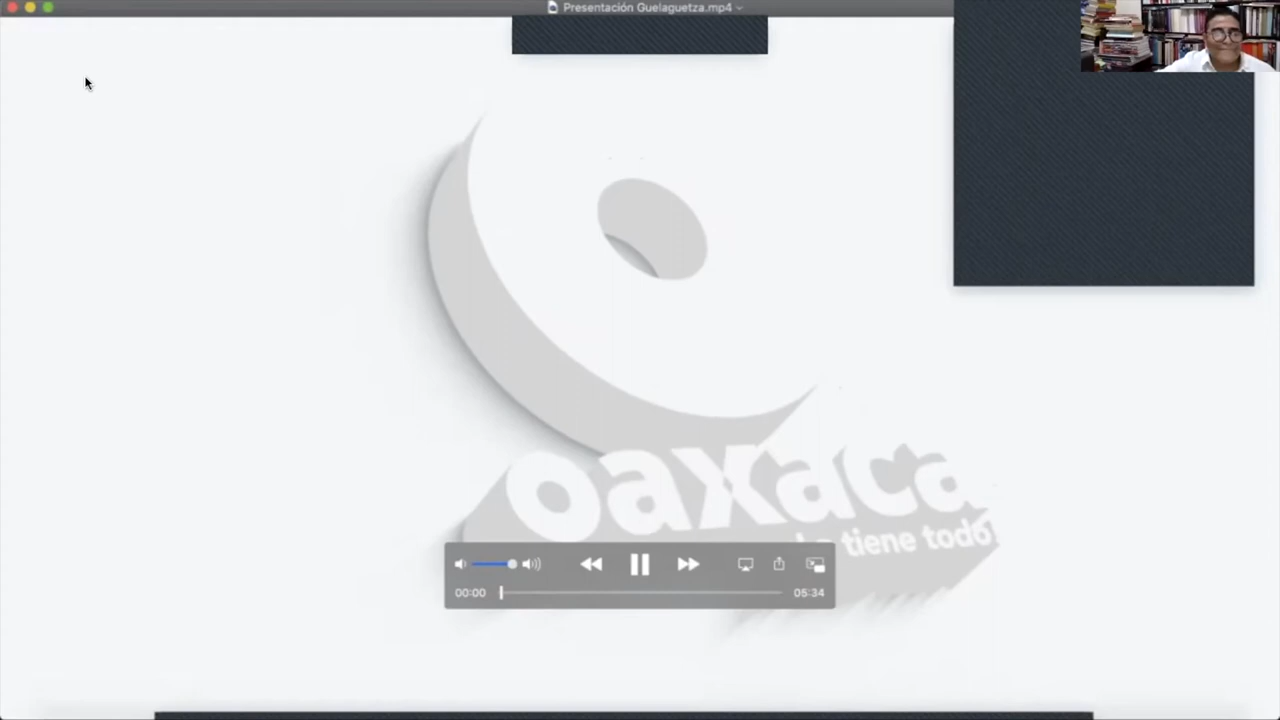 Presentación Guelaguetza.mp4
oaxaca
tiene todo
00:00
05:34